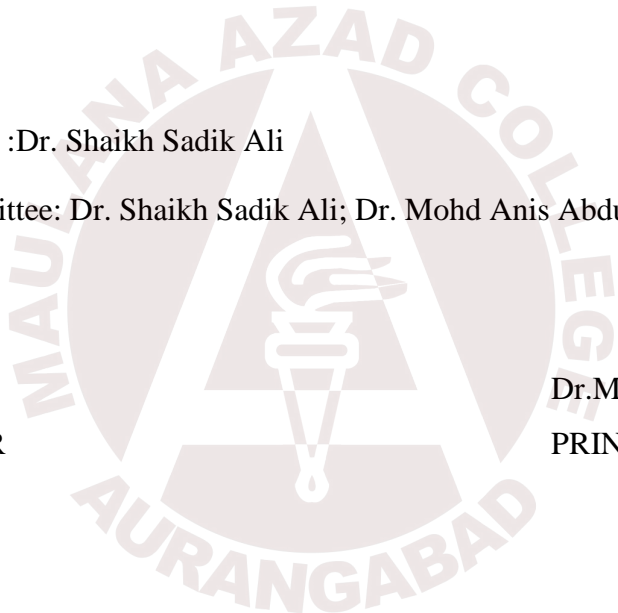 MAULANA AZAD COLLEGE
:Dr. Shaikh Sadik Ali
ittee: Dr. Shaikh Sadik Ali; Dr. Mohd Anis Abdu
Dr.M
R PRIN
AURANGABAD